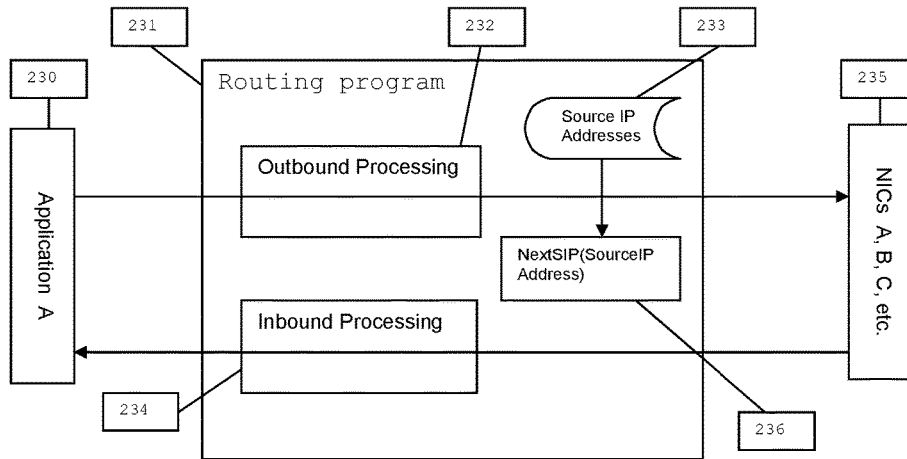 231
232
233
230
235
Routing program
Source IP
Addresses
Outbound Processing
Application A
NICs A, B, C, etc.
NextSIP(SourceIP
Address)
Inbound Processing
234
236